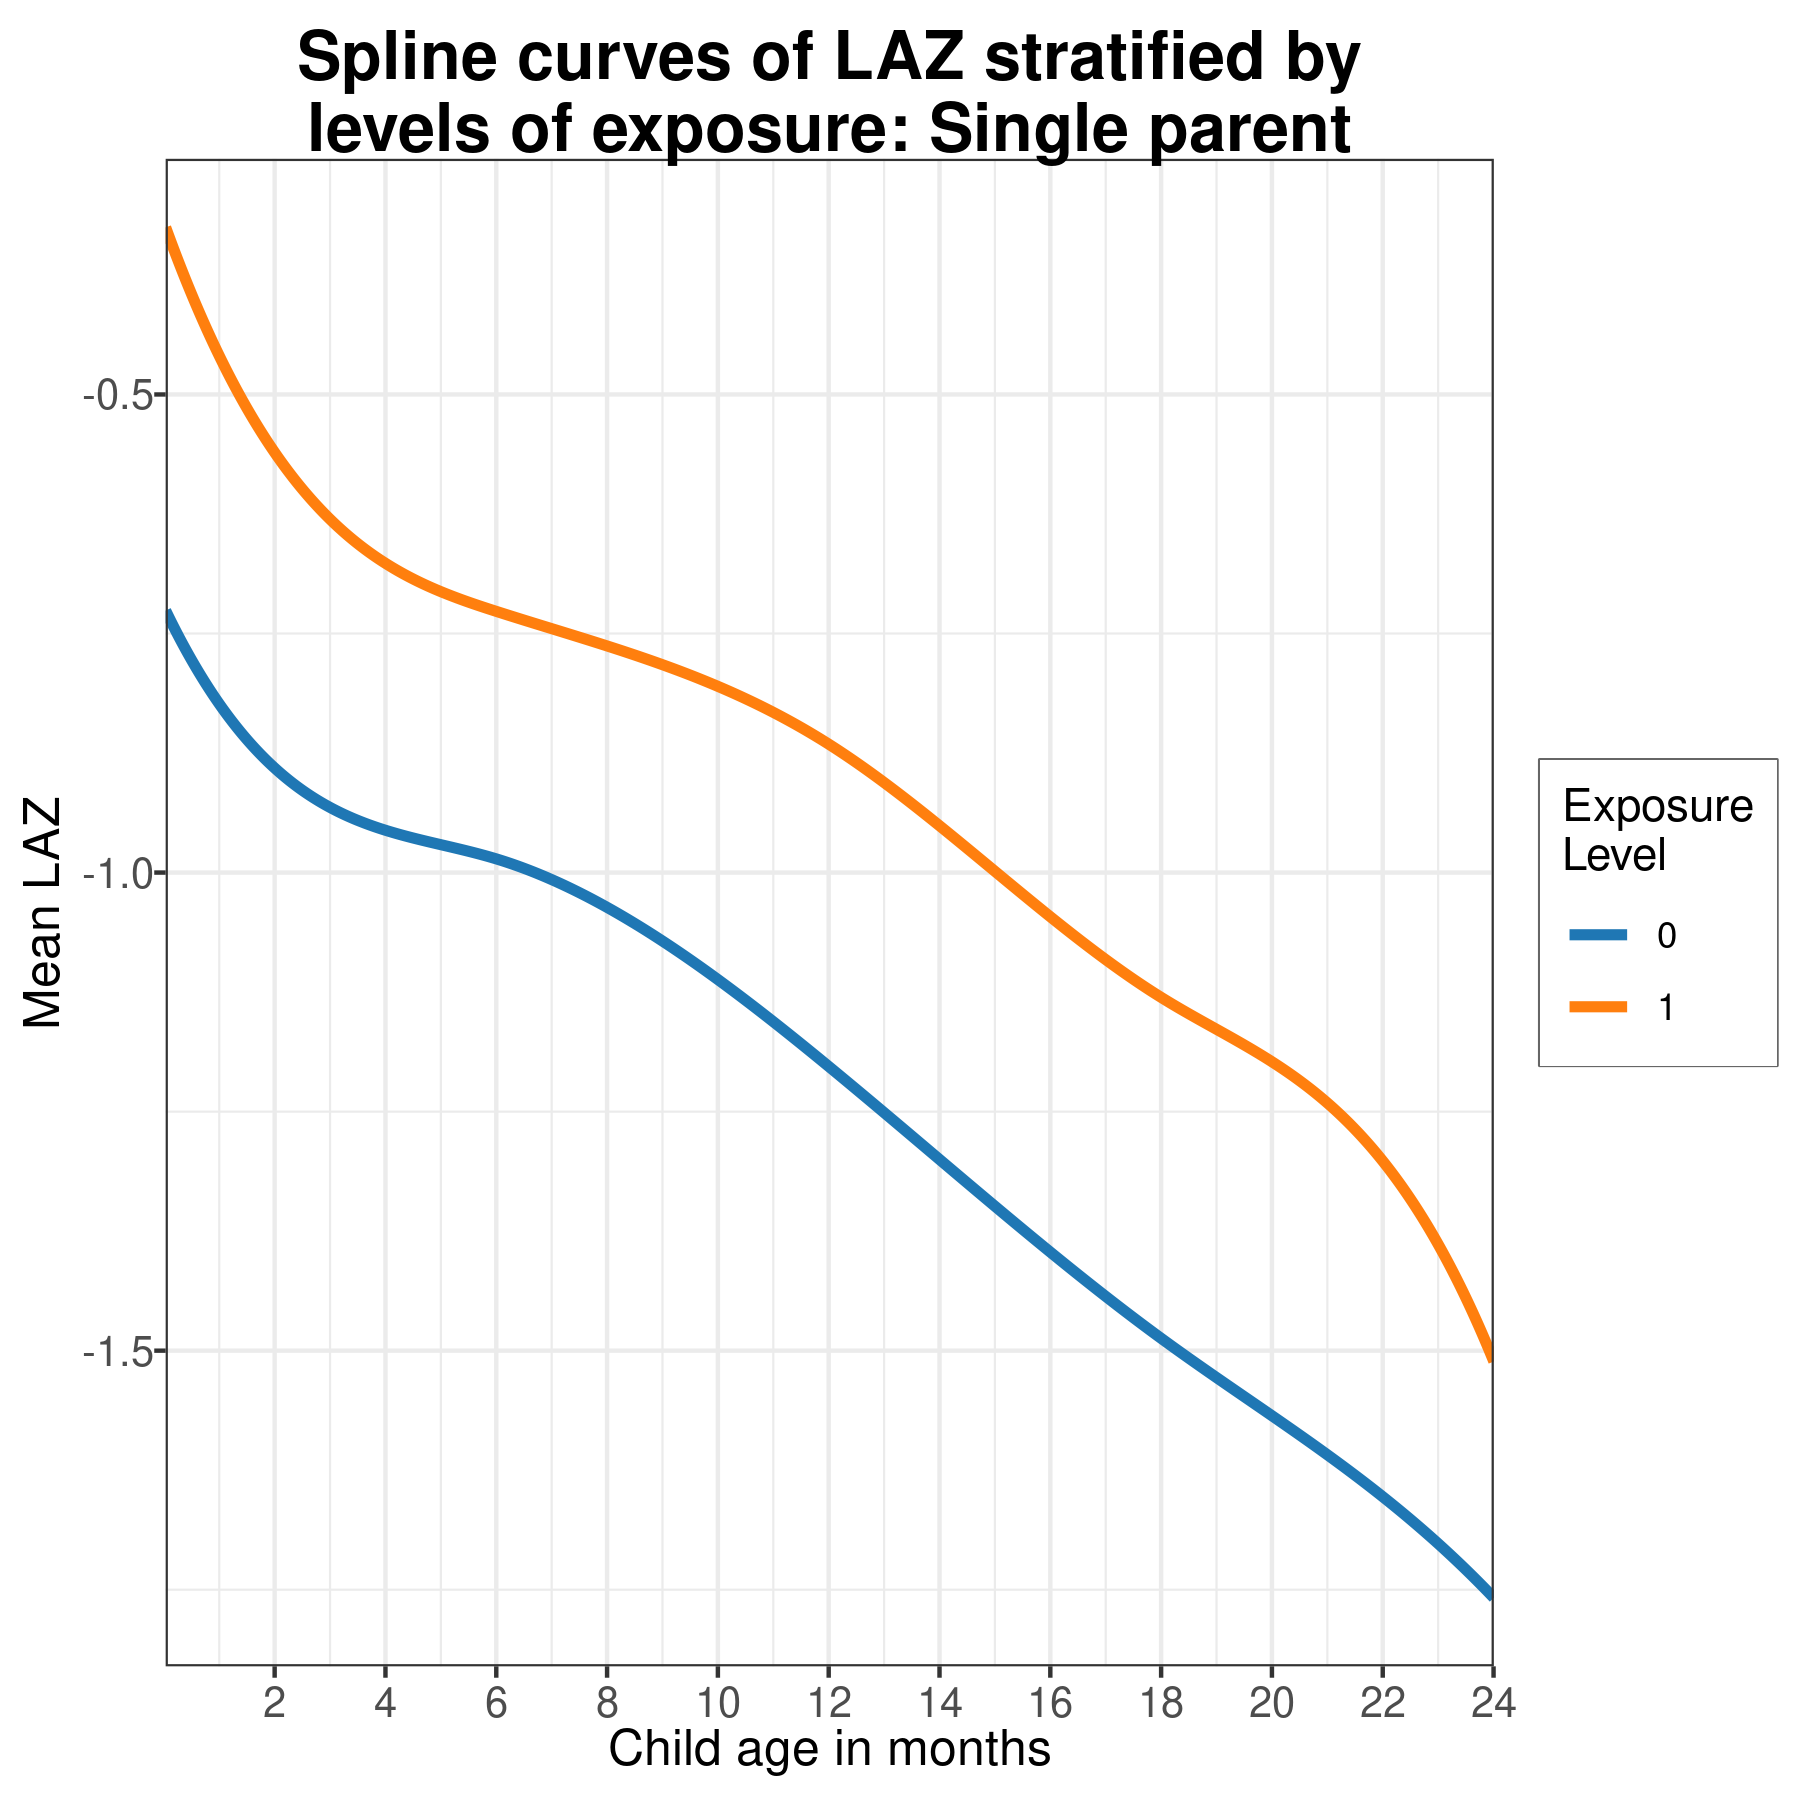 Spline curves of LAZ stratified by
levels of exposure: Single parent
Mean LAZ
-0.5
-1.0
-1.5
2 4 6 8 10 12 14 16 18 20 22 24
Child age in months
Exposure
Level
0
1